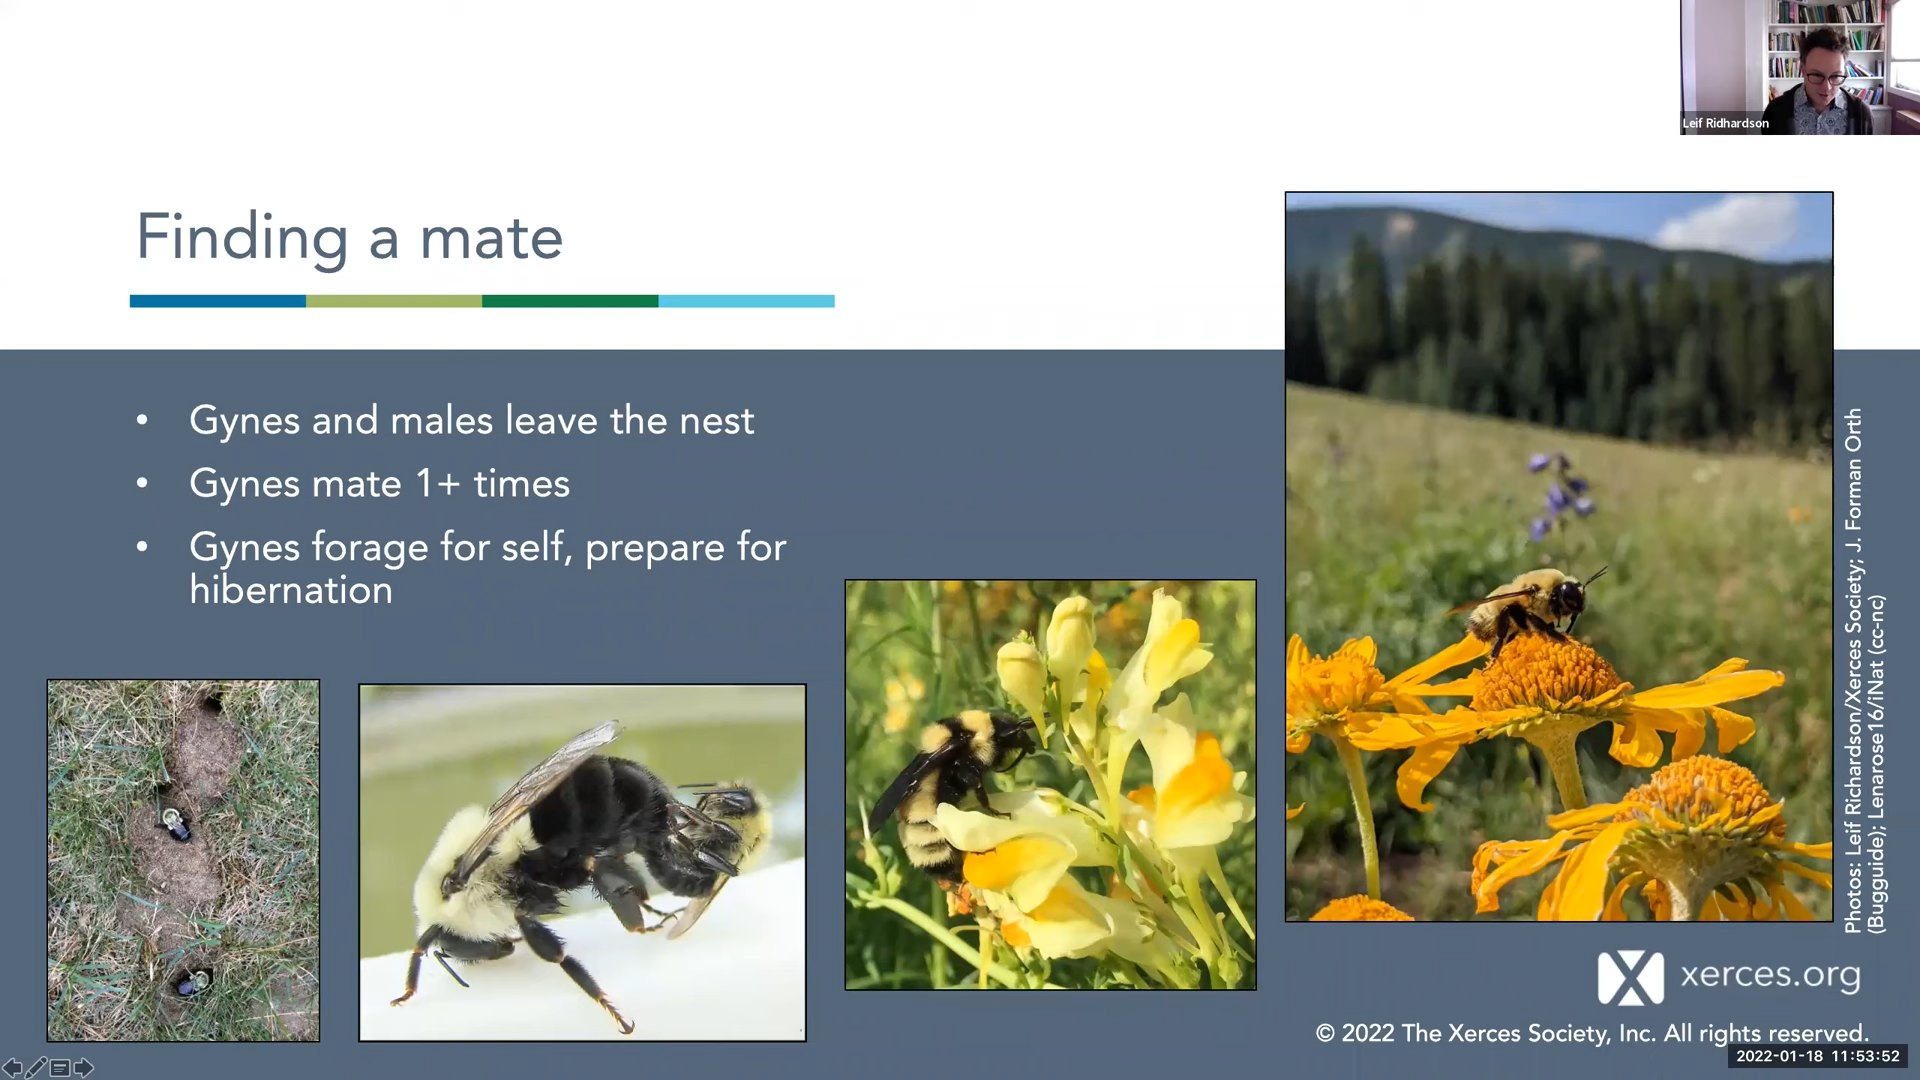 Leif Ridhardson
Finding a mate
• Gynes and males leave the nest
• Gynes mate 1+ times
• Gynes forage for self, prepare for
hibernation
Photos: Leif Richardson/Xerces Society; J. Forman Orth
(Bugguide); Lenarose16/iNat (cc-nc)
xerces.org
© 2022 The Xerces Society, Inc. All rights reserved.
2022-01-18 11:53:52